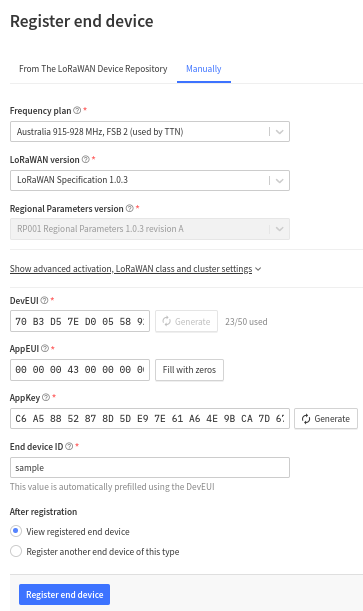 Register end device
From The LoRaWAN Device Repository Manually
Frequency plan ? *
Australia 915-928 MHz, FSB 2 (used by TTN)
LoRaWAN version ? *
LoRaWAN Specification 1.0.3
Regional Parameters version ? *
RP001 Regional Parameters 1.0.3 revision A
Show advanced activation, LoRaWAN class and cluster settings
DevEUI ? *
70 B3 D5 7E D0 05 58 9 Generate 23/50 used
AppEUI ? *
00 00 00 43 00 00 00 0 Fill with zeros
AppKey ? *
C6 A5 88 52 87 8D 5D E9 7E 61 A6 4E 9B CA 7D 6 Generate
End device ID ? *
sample
This value is automatically prefilled using the DevEUI
After registration
View registered end device
Register another end device of this type
Register end device